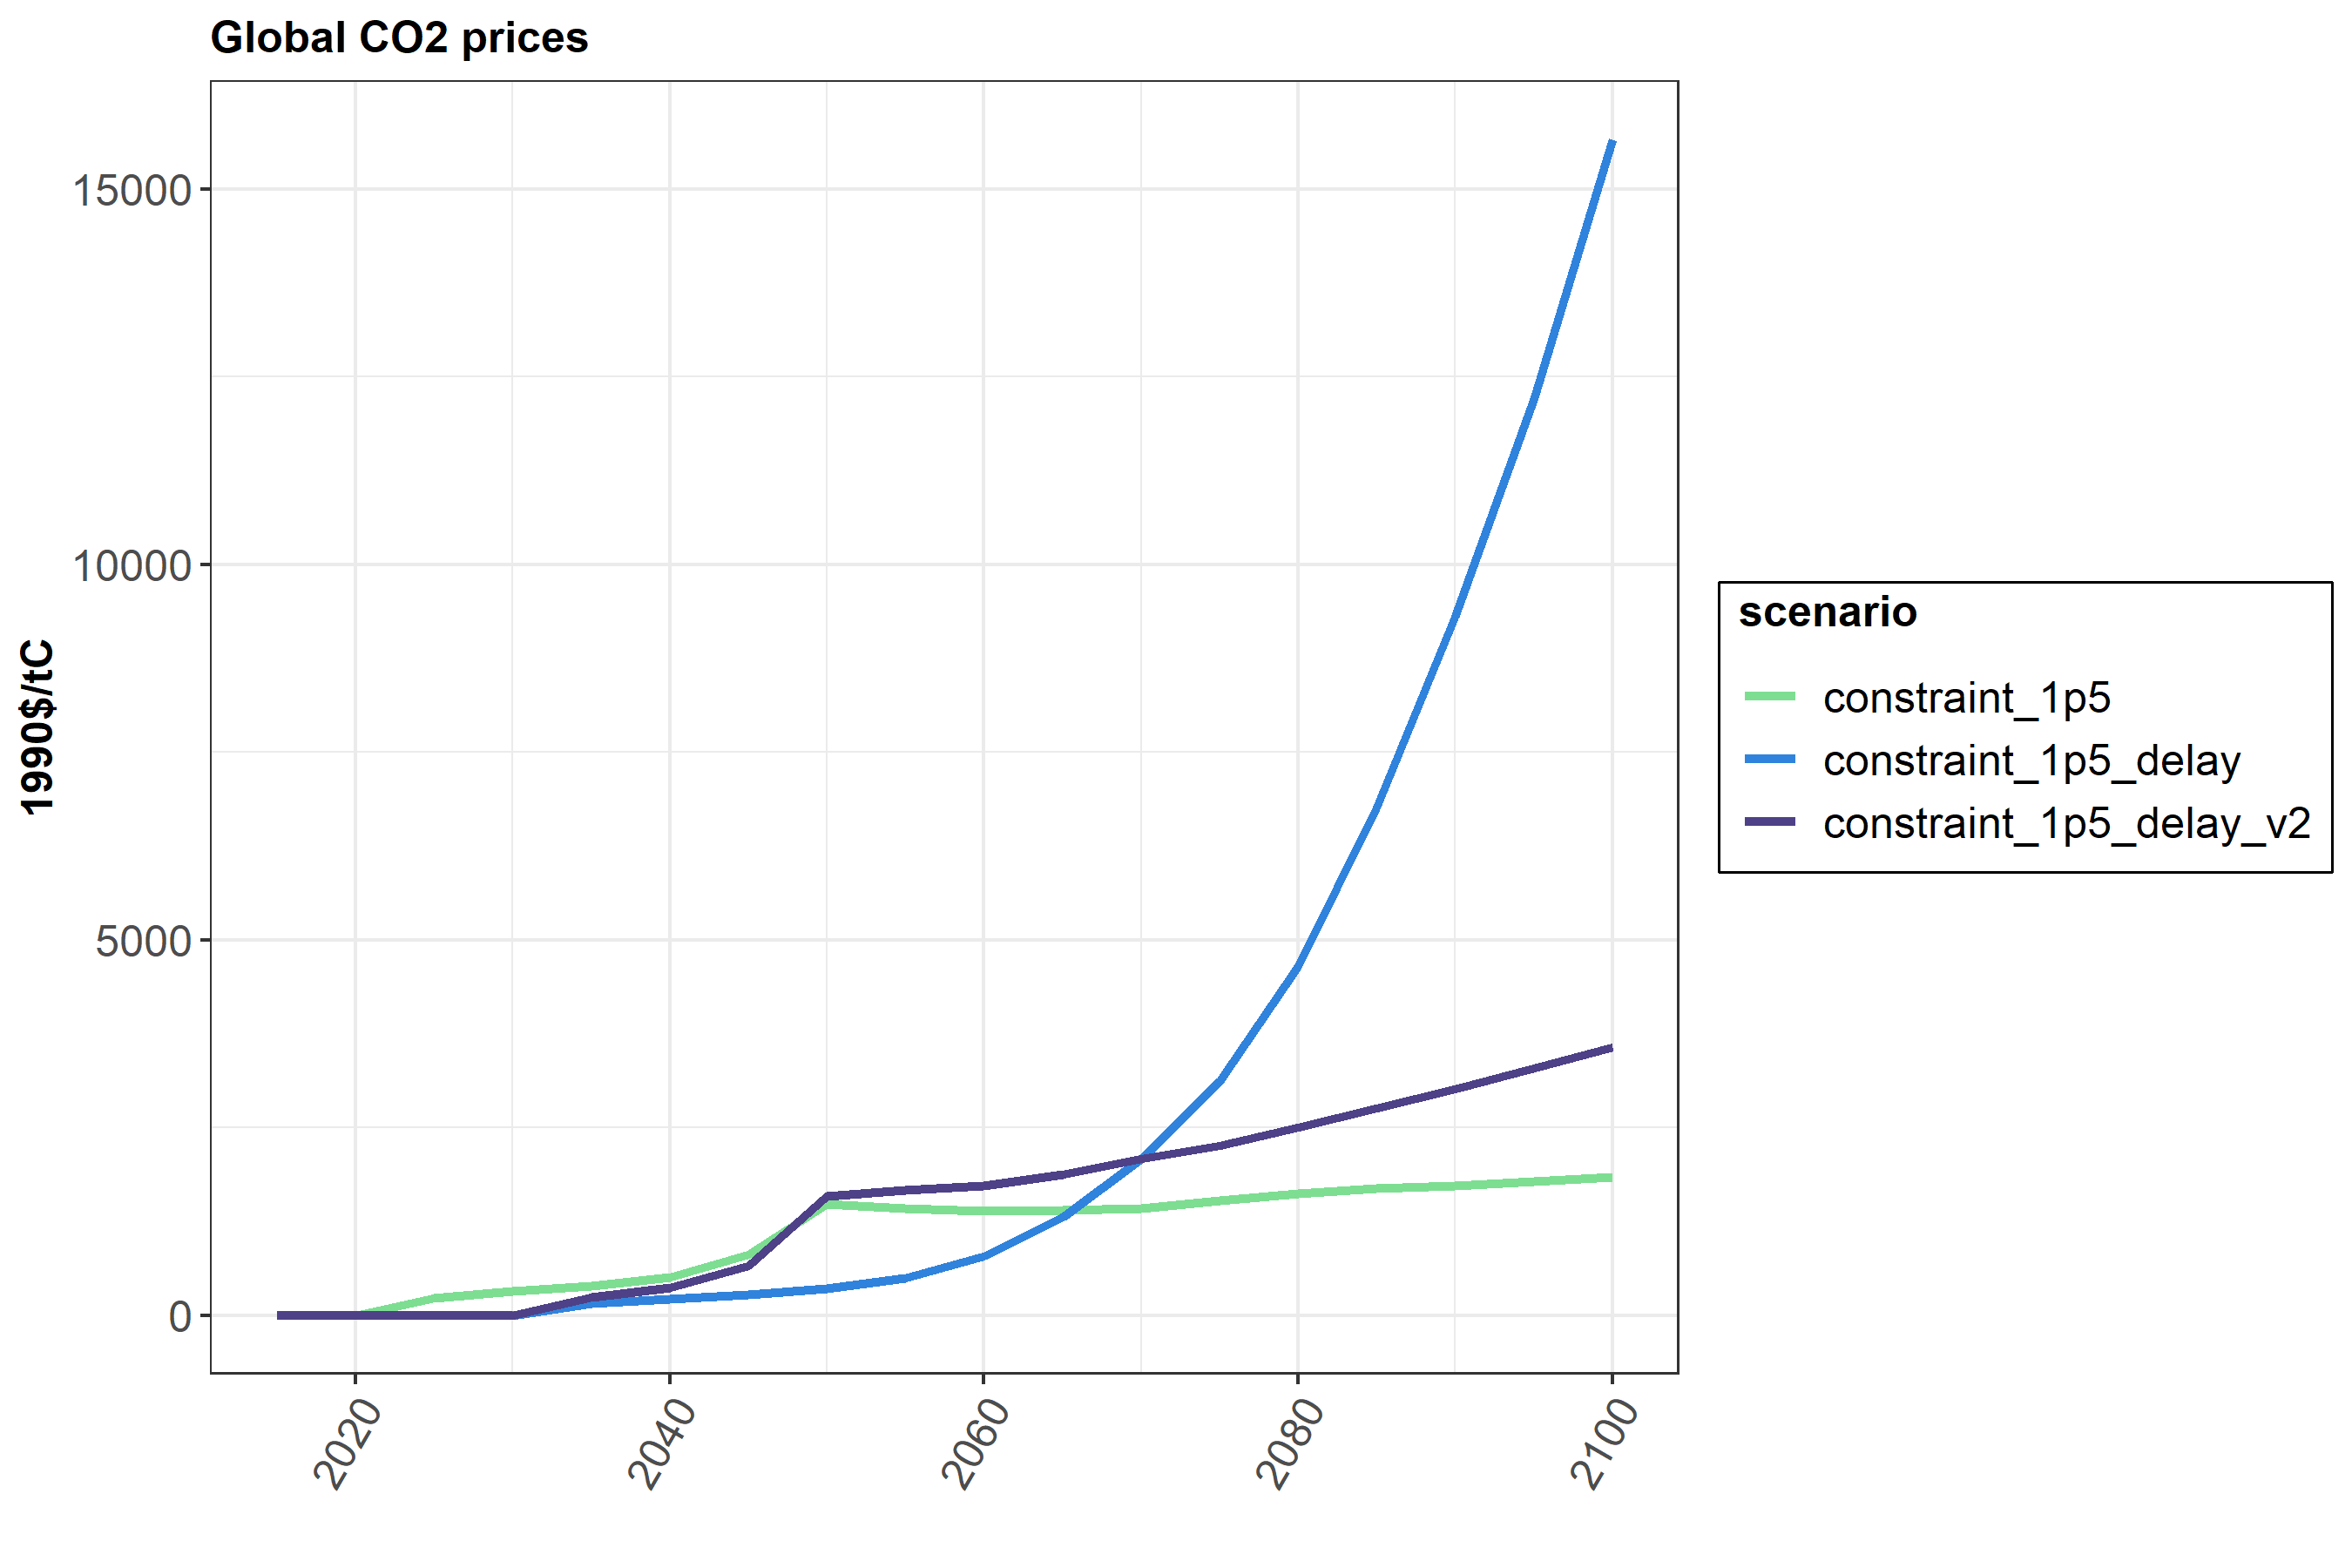 Global CO2 prices
1990$/tC
15000
10000
5000
0
2020
2040
2060
2080
2100
scenario
constraint_1p5
constraint_1p5_delay
constraint_1p5_delay_v2